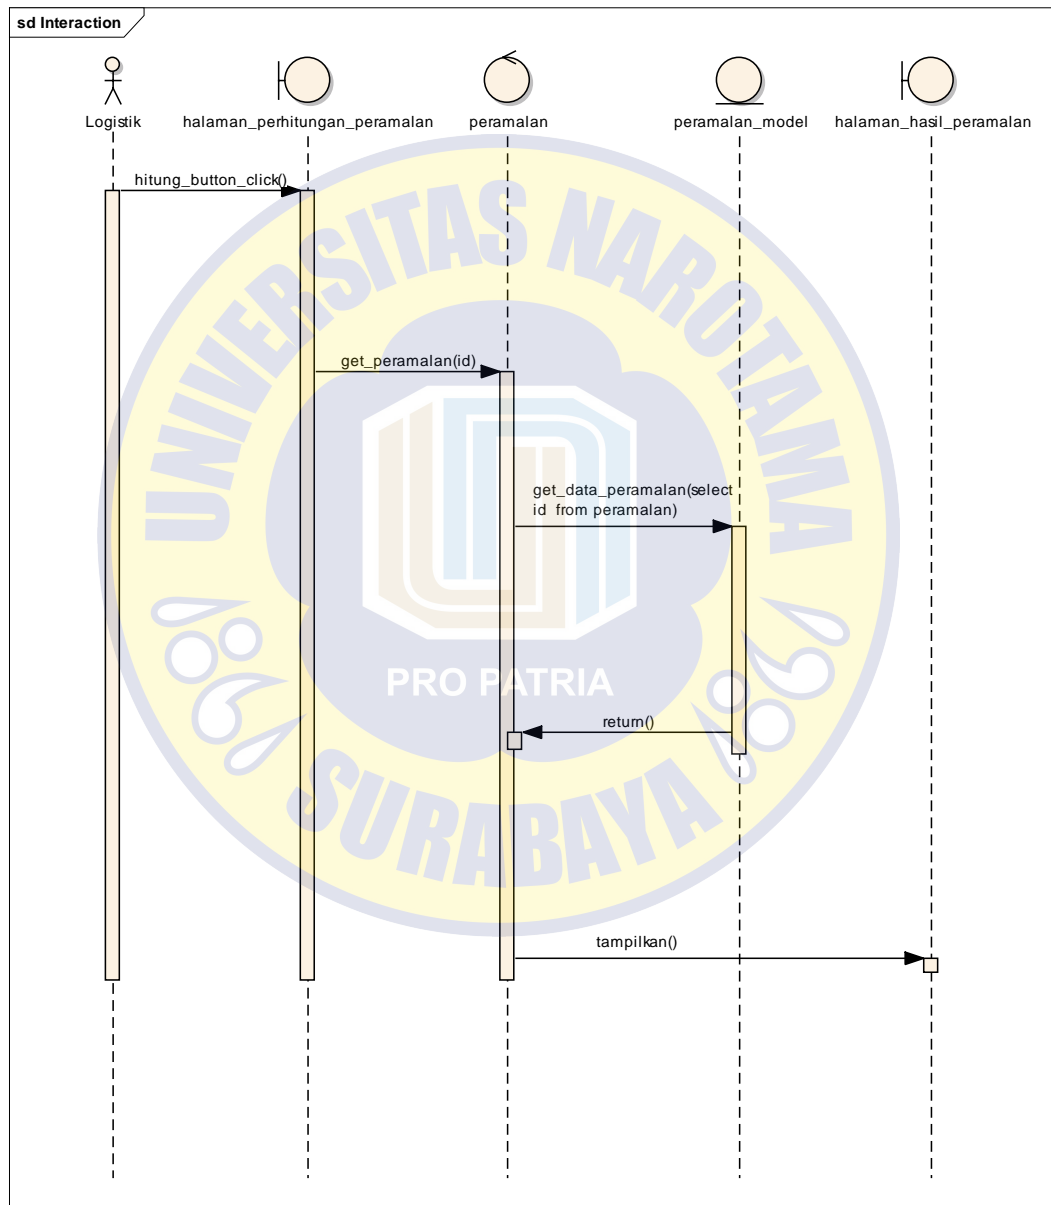 sd Interaction
Logistik
halaman_perhitungan_peramalan
peramalan
peramalan_model
halaman_hasil_peramalan
hitung_button_click()
UNIVERSITAS NAROTAMA
get_peramalan(id)
get_data_peramalan(select
id from peramalan)
PRO PATRIA
return()
SURABAYA
tampilkan()